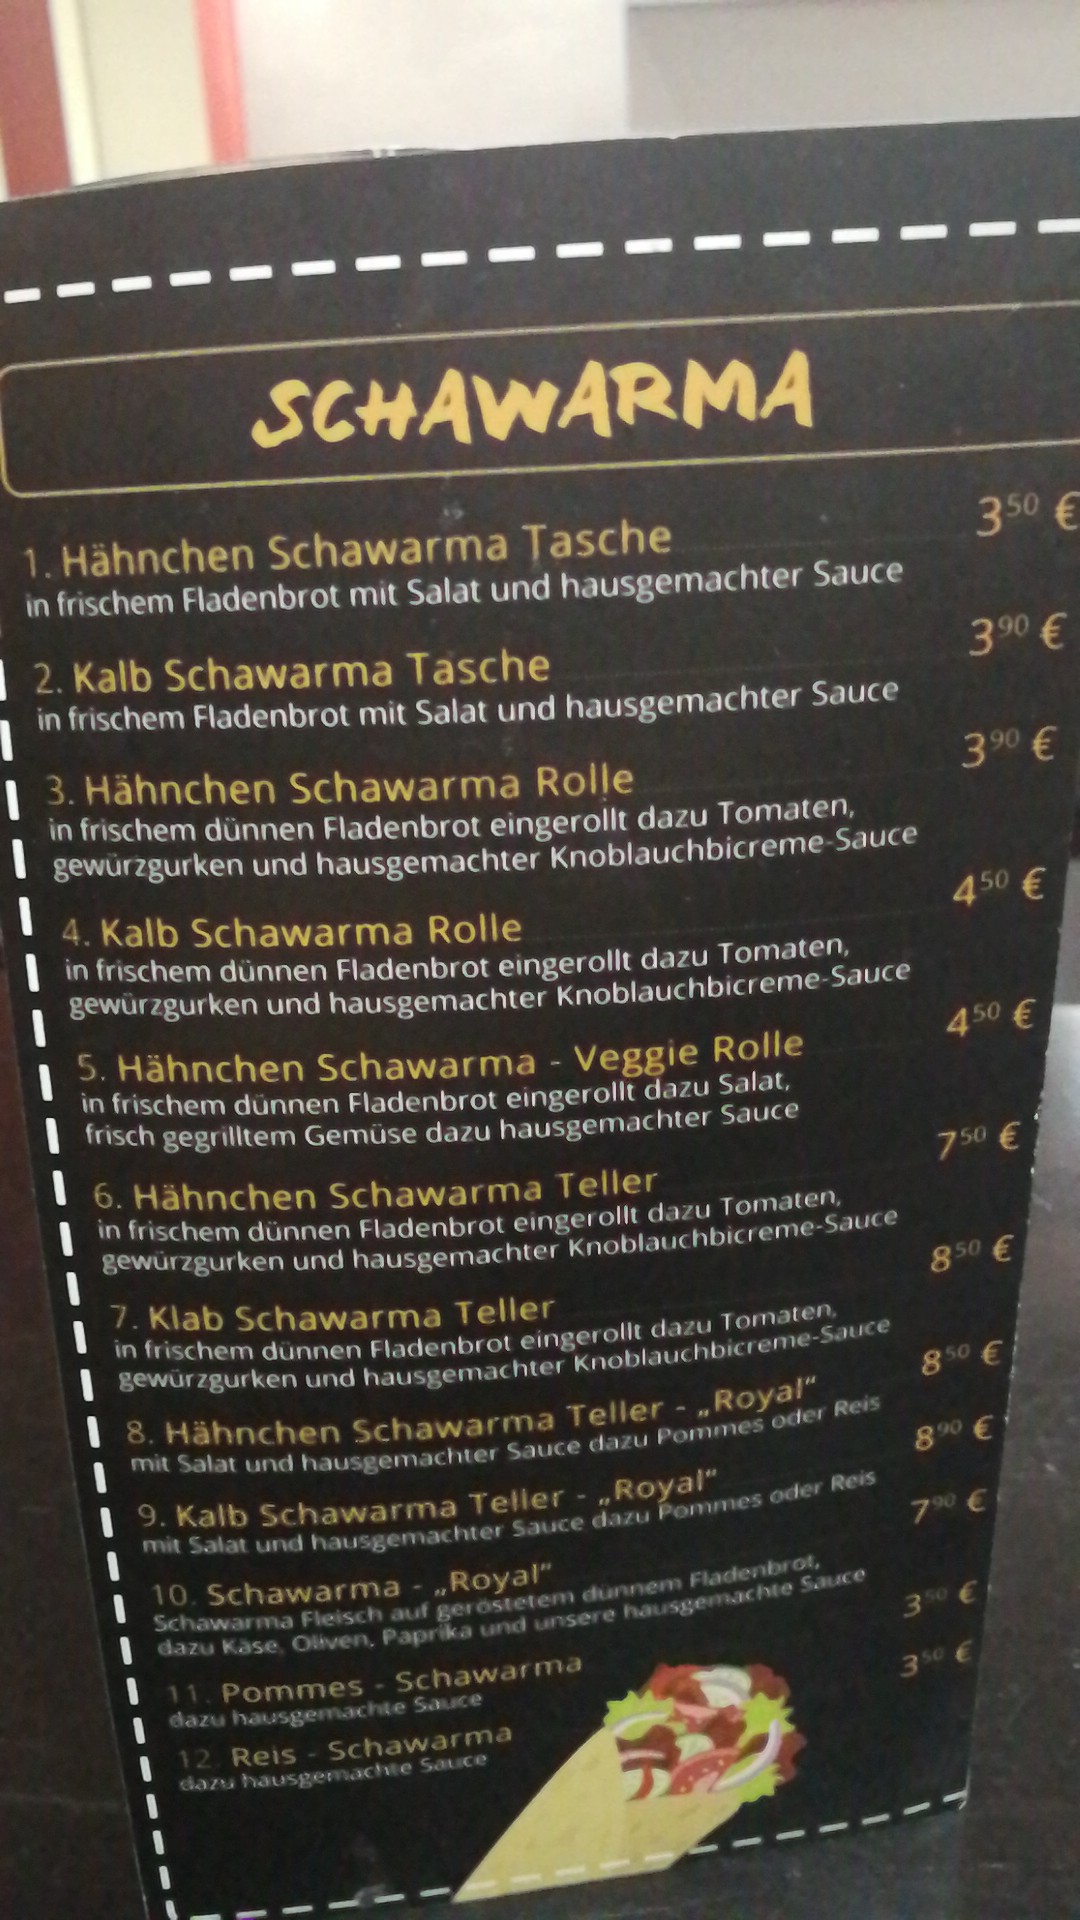 SCHAWARMA
1. Hähnchen Schawarma Tasche 3⁵⁰ €
in frischem Fladenbrot mit Salat und hausgemachter Sauce
2. Kalb Schawarma Tasche 3⁹⁰ €
in frischem Fladenbrot mit Salat und hausgemachter Sauce
3. Hähnchen Schawarma Rolle 3⁹⁰ €
in frischem dünnen Fladenbrot eingerollt dazu Tomaten,
gewürzgurken und hausgemachter Knoblauchbicreme-Sauce
4. Kalb Schawarma Rolle 4⁵⁰ €
in frischem dünnen Fladenbrot eingerollt dazu Tomaten,
gewürzgurken und hausgemachter Knoblauchbicreme-Sauce
5. Hähnchen Schawarma - Veggie Rolle 4⁵⁰ €
in frischem dünnen Fladenbrot eingerollt dazu Salat,
frisch gegrilltem Gemüse dazu hausgemachter Sauce
6. Hähnchen Schawarma Teller 7⁵⁰ €
in frischem dünnen Fladenbrot eingerollt dazu Tomaten,
gewürzgurken und hausgemachter Knoblauchbicreme-Sauce
7. Klab Schawarma Teller 8⁵⁰ €
in frischem dünnen Fladenbrot eingerollt dazu Tomaten,
gewürzgurken und hausgemachter Knoblauchbicreme-Sauce
8. Hähnchen Schawarma Teller - „Royal“ 8⁵⁰ €
mit Salat und hausgemachter Sauce dazu Pommes oder Reis
9. Kalb Schawarma Teller - „Royal“ 8⁹⁰ €
mit Salat und hausgemachter Sauce dazu Pommes oder Reis
10. Schawarma - „Royal“ 7⁹⁰ €
Schawarma Fleisch auf geröstetem dünnem Fladenbrot,
dazu Käse, Oliven, Paprika und unsere hausgemachte Sauce
11. Pommes - Schawarma 3⁵⁰ €
dazu hausgemachte Sauce
12. Reis - Schawarma 3⁵⁰ €
dazu hausgemachte Sauce